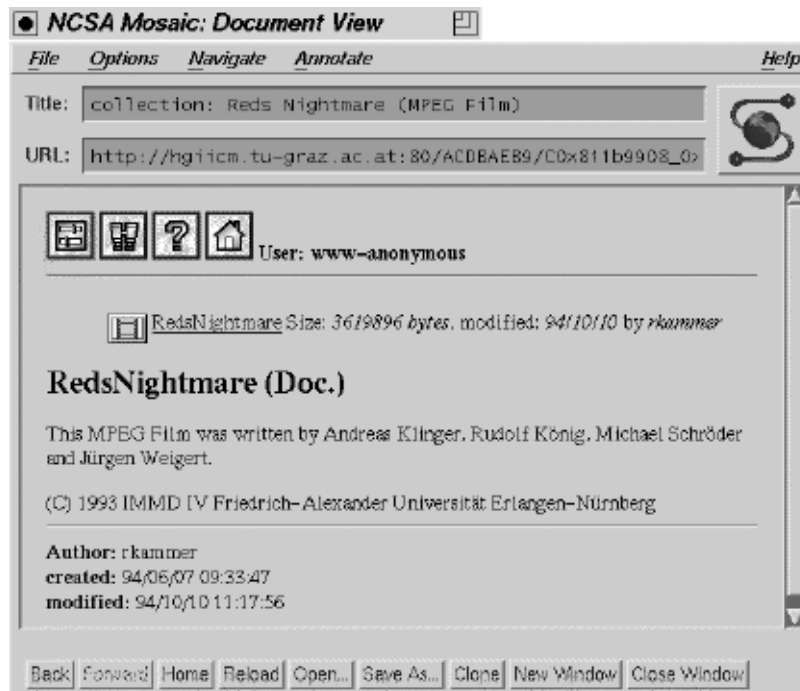 NCSA Mosaic: Document View
File Options Navigate Annotate Help
Title: collection: Reds Nightmare (MPEG Film)
URL: http://hgiicm.tu-graz.ac.at:80/ACDBAEB9/C0x811b9908_0x
User: www-anonymous
RedsNightmare Size: 3619896 bytes, modified: 94/10/10 by rkammer
RedsNightmare (Doc.)
This MPEG Film was written by Andreas Klinger, Rudolf König, Michael Schröder
and Jürgen Weigert.
(C) 1993 IMMD IV Friedrich-Alexander Universität Erlangen-Nürnberg
Author: rkammer
created: 94/06/07 09:33:47
modified: 94/10/10 11:17:56
Back Forward Home Reload Open... Save As... Clone New Window Close Window